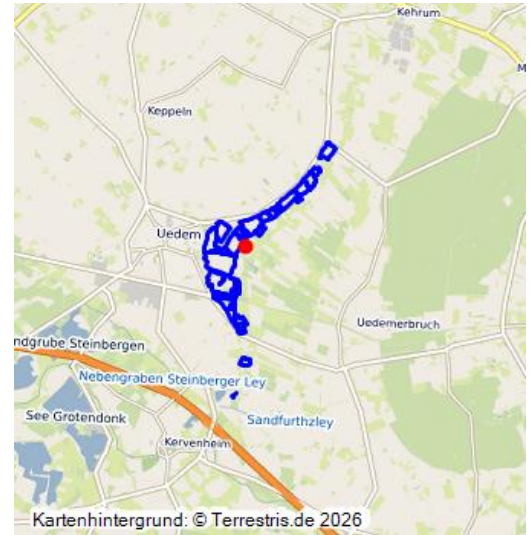 Kehrum
M
Keppeln
Uedem
Uedemerbruch
ndgrube Steinbergen
Nebengraben Steinberger Ley
See Grotendonk
Sandfurthzley
Kervenheim
Kartenhintergrund: © Terrestris.de 2026